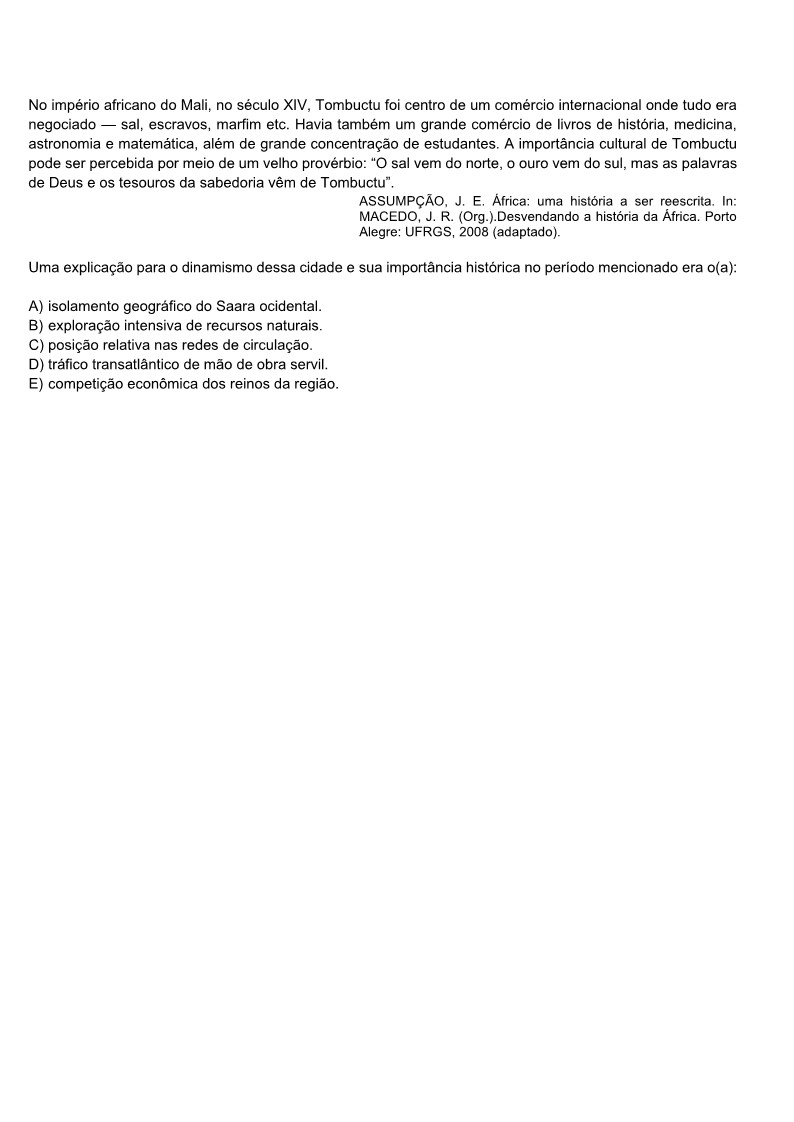 No império africano do Mali, no século XIV, Tombuctu foi centro de um comércio internacional onde tudo era
negociado — sal, escravos, marfim etc. Havia também um grande comércio de livros de história, medicina,
astronomia e matemática, além de grande concentração de estudantes. A importância cultural de Tombuctu
pode ser percebida por meio de um velho provérbio: “O sal vem do norte, o ouro vem do sul, mas as palavras
de Deus e os tesouros da sabedoria vêm de Tombuctu”.
ASSUMPÇÃO, J. E. África: uma história a ser reescrita. In:
MACEDO, J. R. (Org.).Desvendando a história da África. Porto
Alegre: UFRGS, 2008 (adaptado).
Uma explicação para o dinamismo dessa cidade e sua importância histórica no período mencionado era o(a):
A) isolamento geográfico do Saara ocidental.
B) exploração intensiva de recursos naturais.
C) posição relativa nas redes de circulação.
D) tráfico transatlântico de mão de obra servil.
E) competição econômica dos reinos da região.